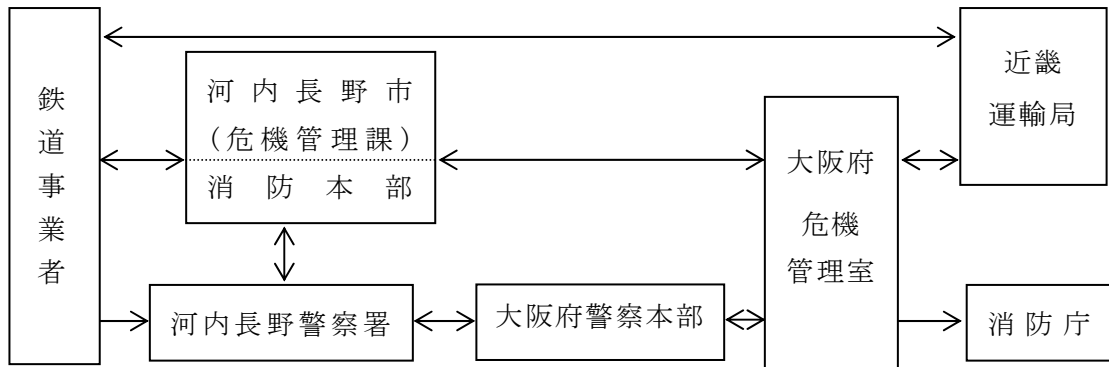 鉄道事業者
河内長野市
（危機管理課）
消防本部
河内長野警察署
大阪府警察本部
大阪府
危機
管理室
近畿
運輸局
消防庁